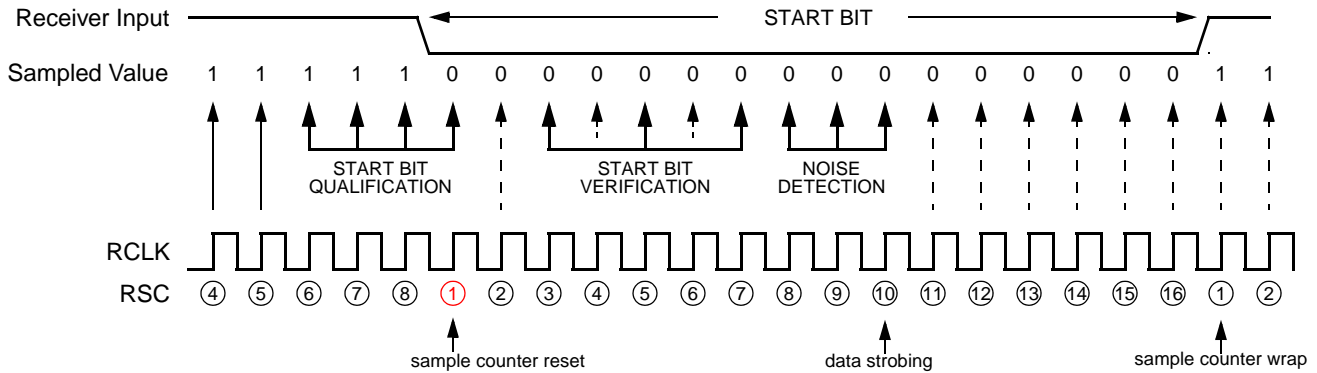 Receiver Input
START BIT
Sampled Value 1 1 1 1 1 0 0 0 0 0 0 0 0 0 0 0 0 0 0 0 0 1 1
START BIT
QUALIFICATION
START BIT
VERIFICATION
NOISE
DETECTION
RCLK
RSC 4 5 6 7 8 1 2 3 4 5 6 7 8 9 10 11 12 13 14 15 16 1 2
sample counter reset
data strobing
sample counter wrap